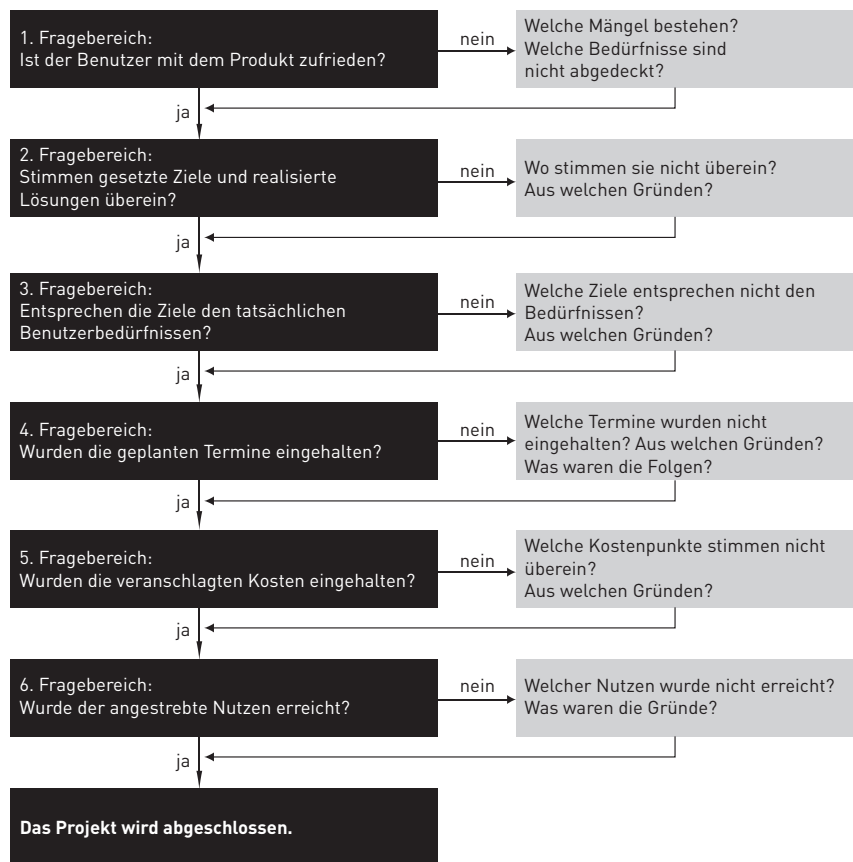 1. Fragebereich:
Ist der Benutzer mit dem Produkt zufrieden?
nein
Welche Mängel bestehen?
Welche Bedürfnisse sind
nicht abgedeckt?
ja
2. Fragebereich:
Stimmen gesetzte Ziele und realisierte
Lösungen überein?
nein
Wo stimmen sie nicht überein?
Aus welchen Gründen?
ja
3. Fragebereich:
Entsprechen die Ziele den tatsächlichen
Benutzerbedürfnissen?
nein
Welche Ziele entsprechen nicht den
Bedürfnissen?
Aus welchen Gründen?
ja
4. Fragebereich:
Wurden die geplanten Termine eingehalten?
nein
Welche Termine wurden nicht
eingehalten? Aus welchen Gründen?
Was waren die Folgen?
ja
5. Fragebereich:
Wurden die veranschlagten Kosten eingehalten?
nein
Welche Kostenpunkte stimmen nicht
überein?
Aus welchen Gründen?
ja
6. Fragebereich:
Wurde der angestrebte Nutzen erreicht?
nein
Welcher Nutzen wurde nicht erreicht?
Was waren die Gründe?
ja
Das Projekt wird abgeschlossen.